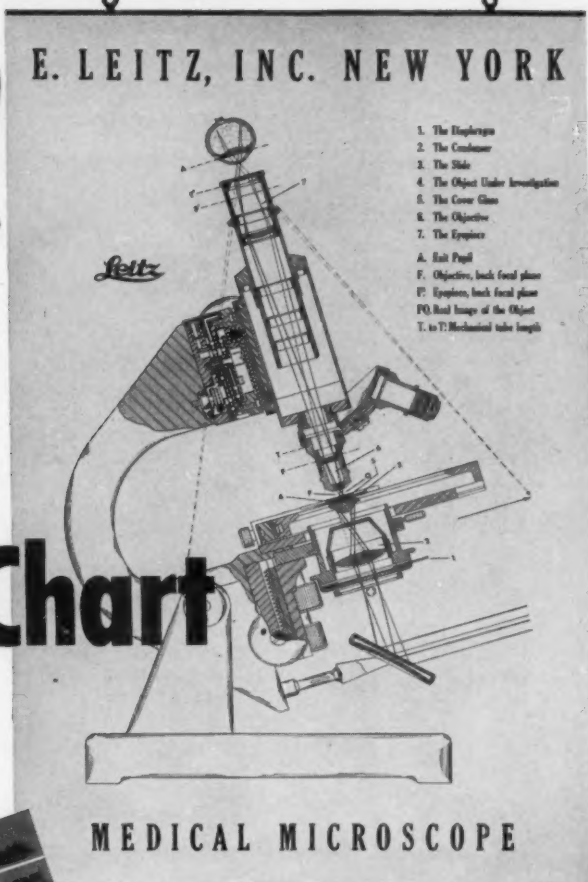 E. LEITZ, INC. NEW YORK
1. The Diaphragm
2. The Condenser
3. The Slide
4. The Object Under Investigation
5. The Cover Glass
6. The Objective
7. The Eyepiece
A. Exit Pupil
F. Objective, back focal plane
F'. Eyepiece, back focal plane
PQ. Real Image of the Object
T. to T'. Mechanical tube length
Leitz
Chart
MEDICAL MICROSCOPE